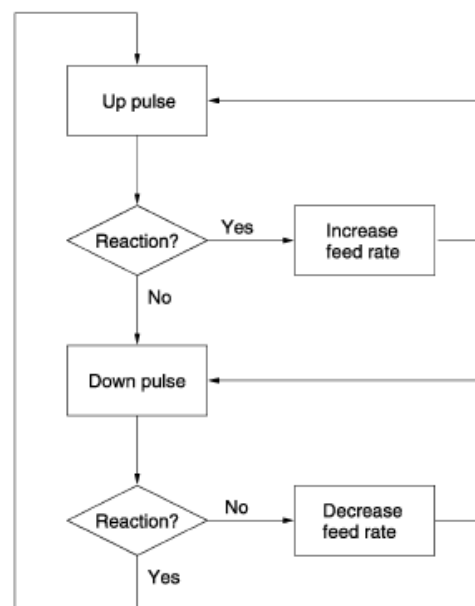 Up pulse
Reaction?
Yes
Increase
feed rate
No
Down pulse
Reaction?
No
Decrease
feed rate
Yes